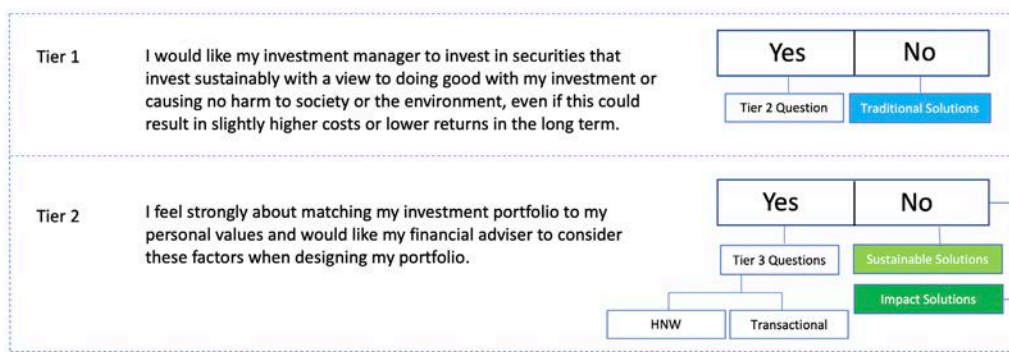 Tier 1
I would like my investment manager to invest in securities that
invest sustainably with a view to doing good with my investment or
causing no harm to society or the environment, even if this could
result in slightly higher costs or lower returns in the long term.
Yes
No
Tier 2 Question
Traditional Solutions
Tier 2
I feel strongly about matching my investment portfolio to my
personal values and would like my financial adviser to consider
these factors when designing my portfolio.
Yes
No
Tier 3 Questions
Sustainable Solutions
Impact Solutions
HNW
Transactional